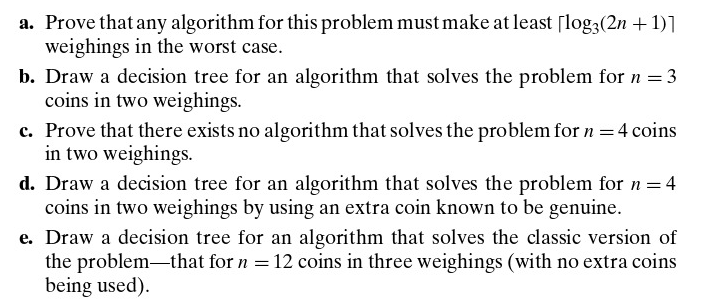 a. Prove that any algorithm for this problem must make at least ⌈log₃(2n + 1)⌉
weighings in the worst case.
b. Draw a decision tree for an algorithm that solves the problem for n = 3
coins in two weighings.
c. Prove that there exists no algorithm that solves the problem for n = 4 coins
in two weighings.
d. Draw a decision tree for an algorithm that solves the problem for n = 4
coins in two weighings by using an extra coin known to be genuine.
e. Draw a decision tree for an algorithm that solves the classic version of
the problem—that for n = 12 coins in three weighings (with no extra coins
being used).